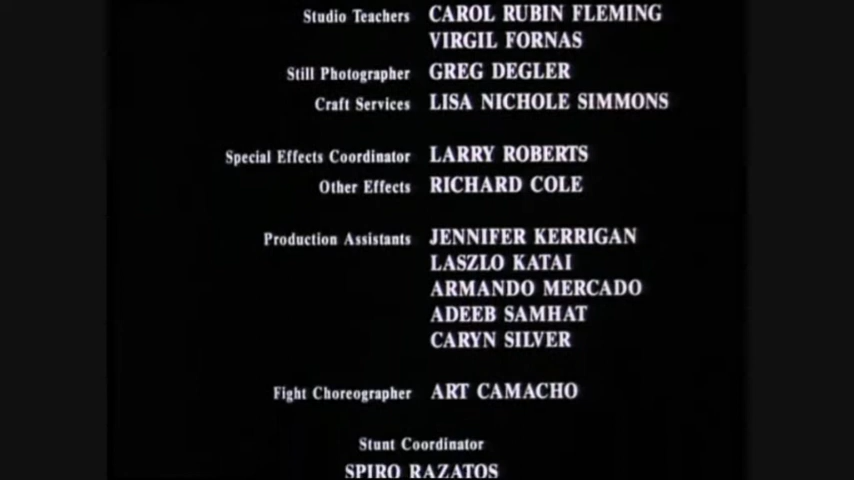 Studio Teachers CAROL RUBIN FLEMING
VIRGIL FORNAS
Still Photographer GREG DEGLER
Craft Services LISA NICHOLE SIMMONS
Special Effects Coordinator LARRY ROBERTS
Other Effects RICHARD COLE
Production Assistants JENNIFER KERRIGAN
LASZLO KATAI
ARMANDO MERCADO
ADEEB SAMHAT
CARYN SILVER
Fight Choreographer ART CAMACHO
Stunt Coordinator
SPIRO RAZATOS